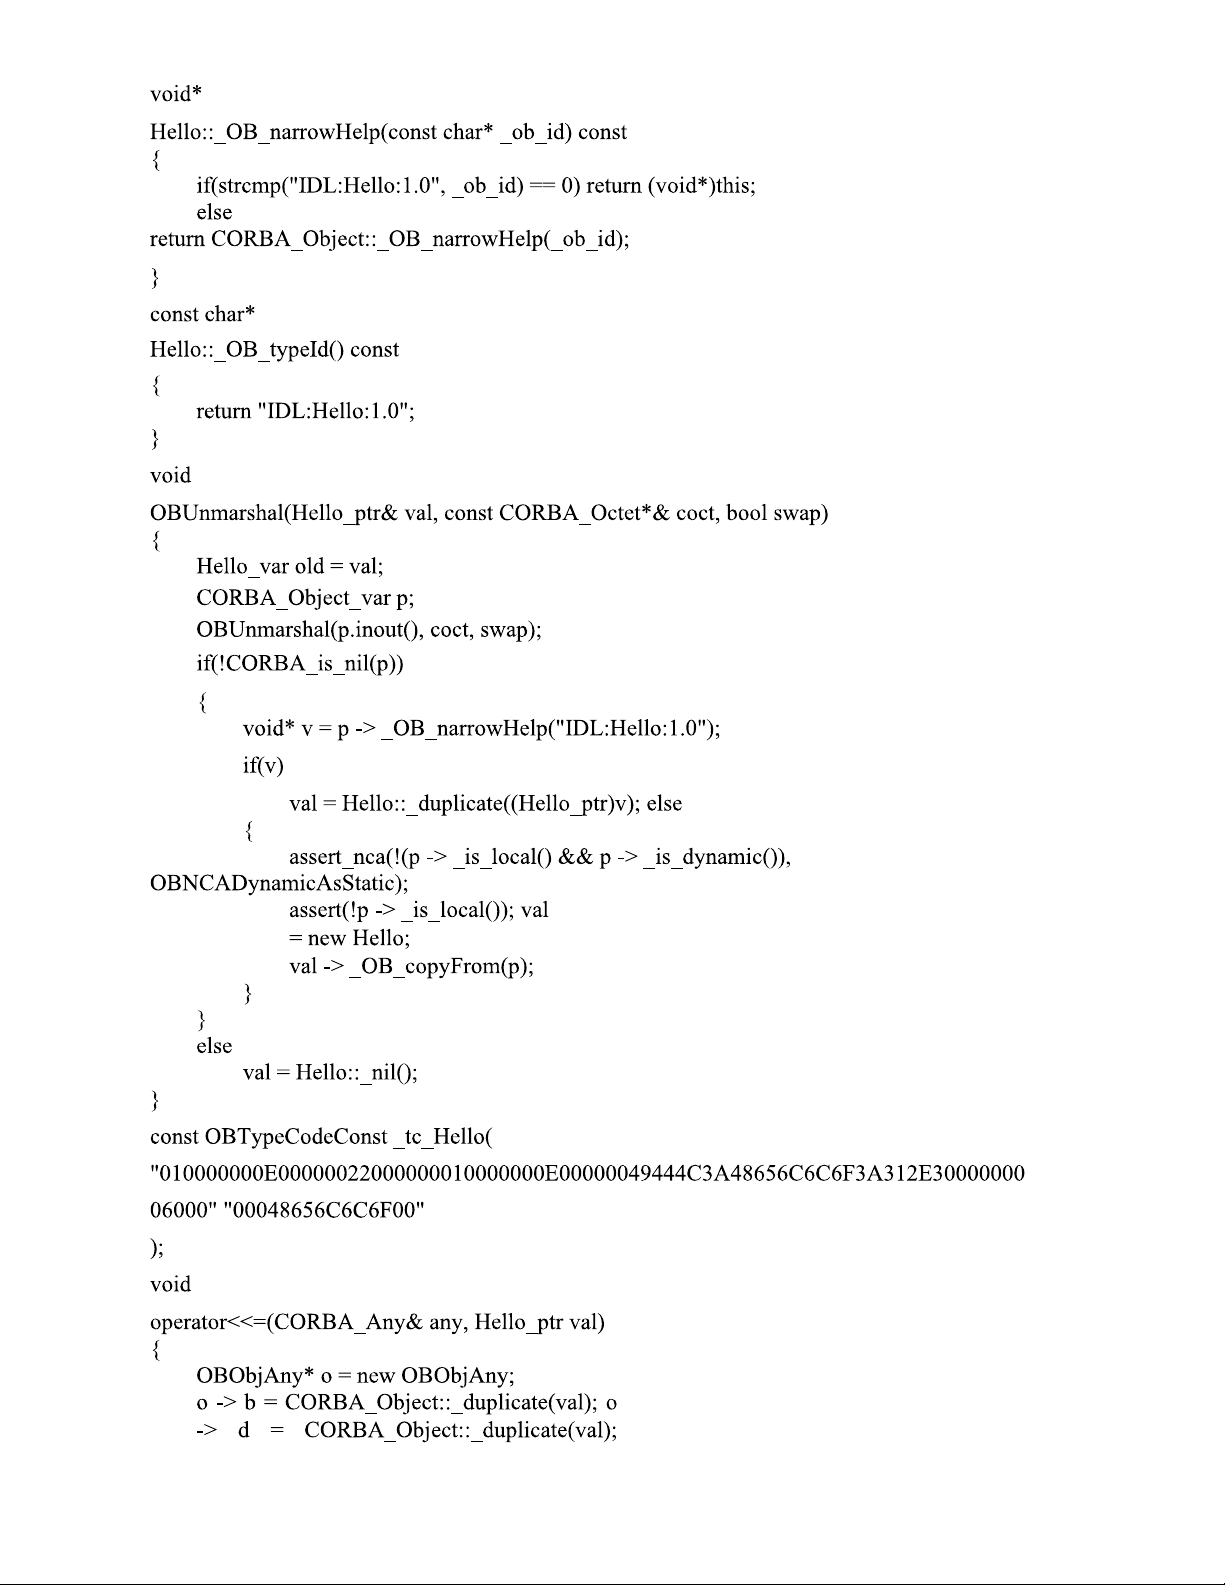 void*
Hello::_OB_narrowHelp(const char* _ob_id) const
{
if(strcmp("IDL:Hello:1.0", _ob_id) == 0) return (void*)this;
else
return CORBA_Object::_OB_narrowHelp(_ob_id);
}
const char*
Hello::_OB_typeId() const
{
return "IDL:Hello:1.0";
}
void
OBUnmarshal(Hello_ptr& val, const CORBA_Octet*& coct, bool swap)
{
Hello_var old = val;
CORBA_Object_var p;
OBUnmarshal(p.inout(), coct, swap);
if(!CORBA_is_nil(p))
{
void* v = p -> _OB_narrowHelp("IDL:Hello:1.0");
if(v)
val = Hello::_duplicate((Hello_ptr)v); else
{
assert_nca(!(p -> _is_local() && p -> _is_dynamic()),
OBNCADynamicAsStatic);
assert(!p -> _is_local()); val
= new Hello;
val -> _OB_copyFrom(p);
}
}
else
val = Hello::_nil();
}
const OBTypeCodeConst _tc_Hello(
"010000000E00000022000000010000000E00000049444C3A48656C6C6F3A312E30000000
06000" "00048656C6C6F00"
);
void
operator<<=(CORBA_Any& any, Hello_ptr val)
{
OBObjAny* o = new OBObjAny;
o -> b = CORBA_Object::_duplicate(val); o
-> d = CORBA_Object::_duplicate(val);